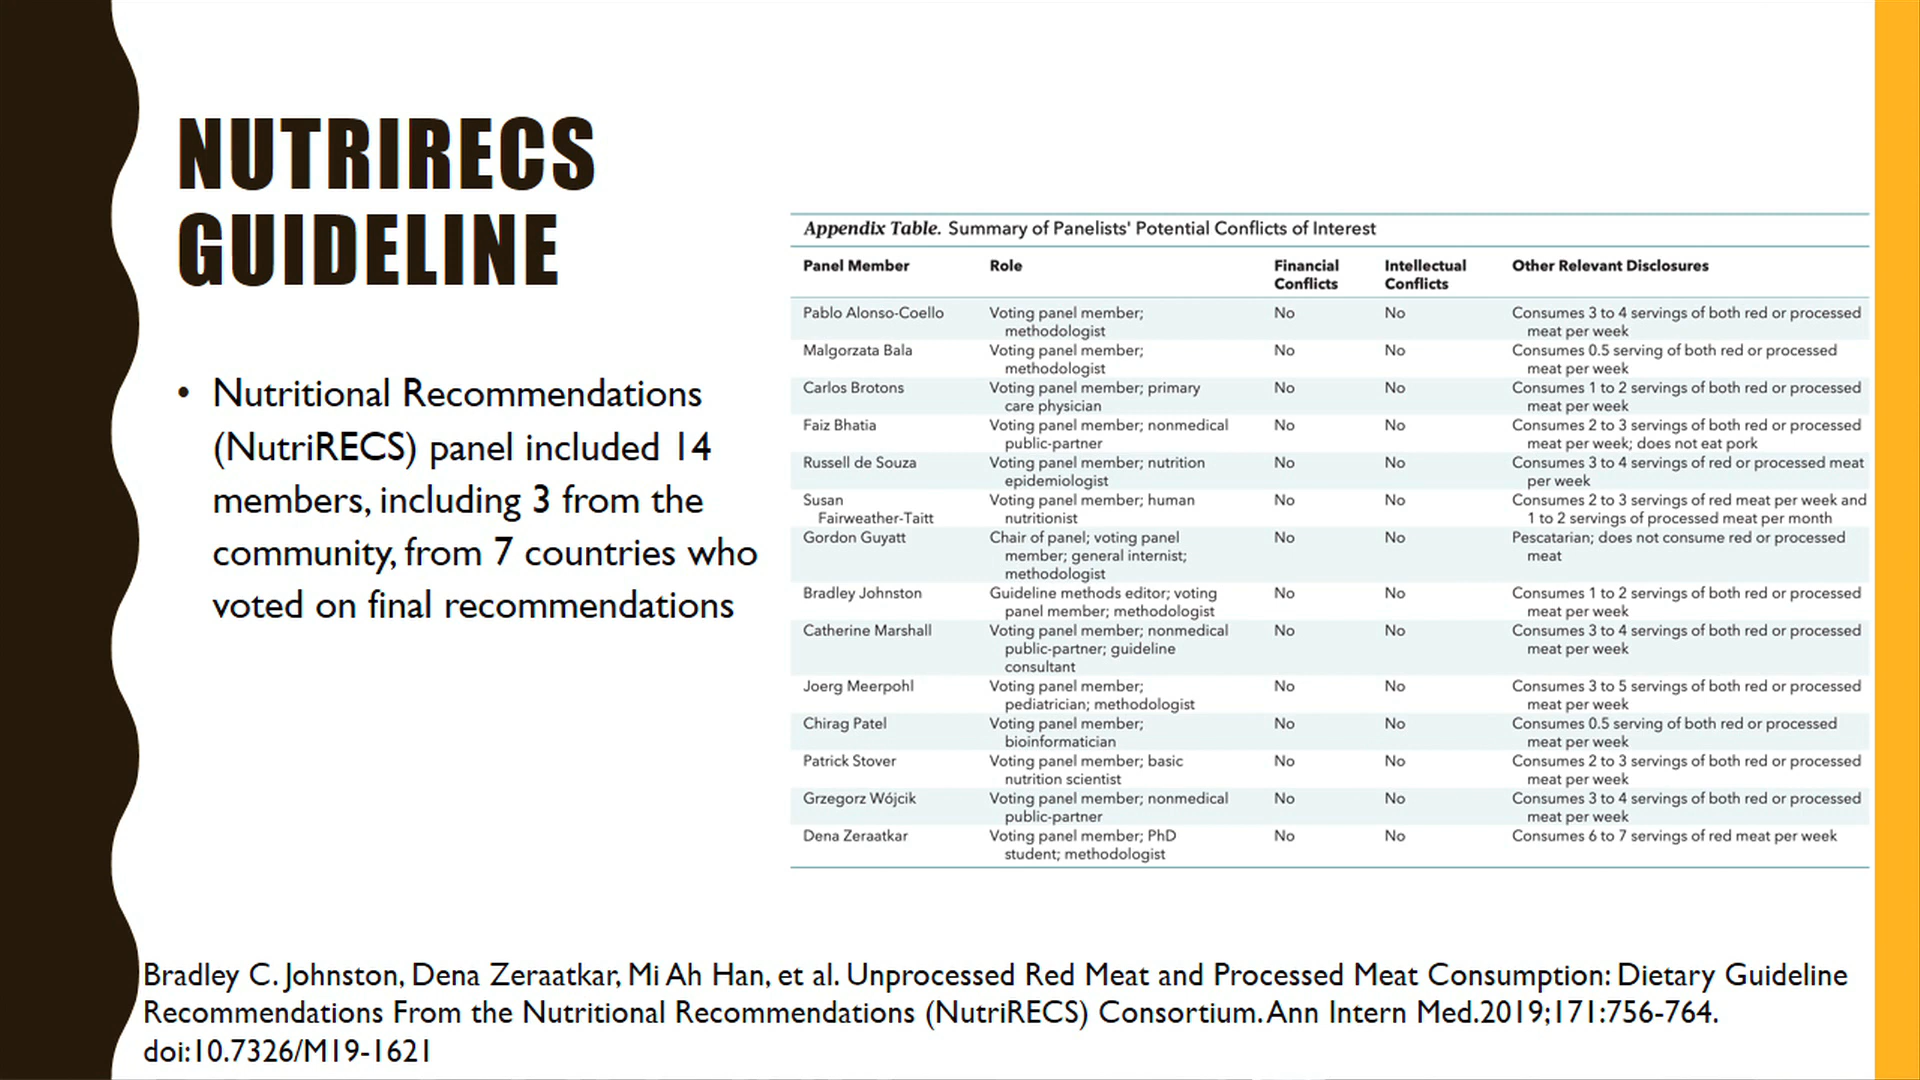 NUTRIRECS
GUIDELINE
• Nutritional Recommendations
(NutriRECS) panel included 14
members, including 3 from the
community, from 7 countries who
voted on final recommendations
Appendix Table. Summary of Panelists' Potential Conflicts of Interest
Panel Member Role Financial Intellectual Other Relevant Disclosures
Conflicts Conflicts
Pablo Alonso-Coello Voting panel member; No No Consumes 3 to 4 servings of both red or processed
methodologist meat per week
Malgorzata Bala Voting panel member; No No Consumes 0.5 serving of both red or processed
methodologist meat per week
Carlos Brotons Voting panel member; primary No No Consumes 1 to 2 servings of both red or processed
care physician meat per week
Faiz Bhatia Voting panel member; nonmedical No No Consumes 2 to 3 servings of both red or processed
public-partner meat per week; does not eat pork
Russell de Souza Voting panel member; nutrition No No Consumes 3 to 4 servings of red or processed meat
epidemiologist per week
Susan Voting panel member; human No No Consumes 2 to 3 servings of red meat per week and
Fairweather-Taitt nutritionist 1 to 2 servings of processed meat per month
Gordon Guyatt Chair of panel; voting panel No No Pescatarian; does not consume red or processed
member; general internist; meat
methodologist
Bradley Johnston Guideline methods editor; voting No No Consumes 1 to 2 servings of both red or processed
panel member; methodologist meat per week
Catherine Marshall Voting panel member; nonmedical No No Consumes 3 to 4 servings of both red or processed
public-partner; guideline meat per week
consultant
Joerg Meerpohl Voting panel member; No No Consumes 3 to 5 servings of both red or processed
pediatrician; methodologist meat per week
Chirag Patel Voting panel member; No No Consumes 0.5 serving of both red or processed
bioinformatician meat per week
Patrick Stover Voting panel member; basic No No Consumes 2 to 3 servings of both red or processed
nutrition scientist meat per week
Grzegorz Wójcik Voting panel member; nonmedical No No Consumes 3 to 4 servings of both red or processed
public-partner meat per week
Dena Zeraatkar Voting panel member; PhD No No Consumes 6 to 7 servings of red meat per week
student; methodologist
Bradley C. Johnston, Dena Zeraatkar, Mi Ah Han, et al. Unprocessed Red Meat and Processed Meat Consumption: Dietary Guideline
Recommendations From the Nutritional Recommendations (NutriRECS) Consortium. Ann Intern Med.2019;171:756-764.
doi:10.7326/M19-1621